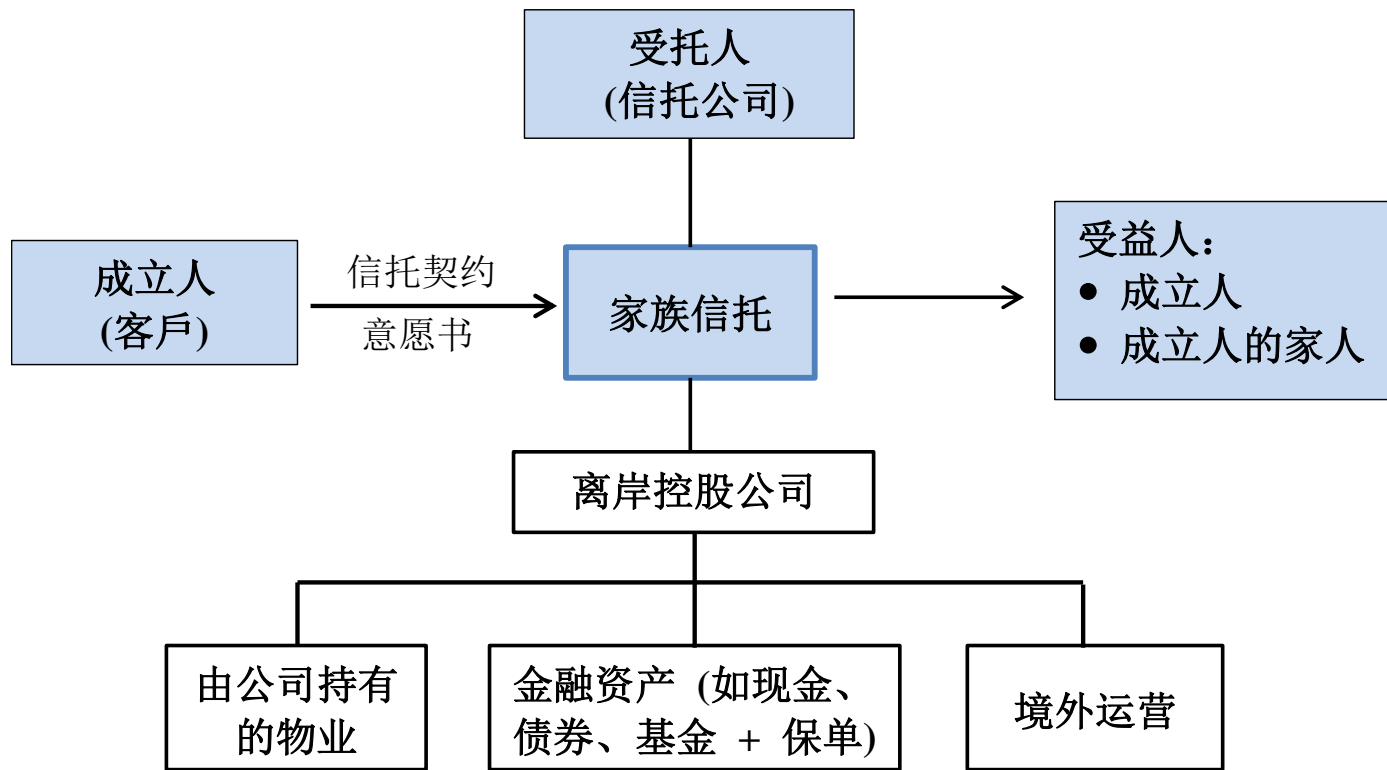 受托人
(信托公司)
成立人
(客戶)
信托契约
意愿书
家族信托
受益人：
• 成立人
• 成立人的家人
离岸控股公司
由公司持有
的物业
金融资产 (如现金、
债券、基金 + 保单)
境外运营